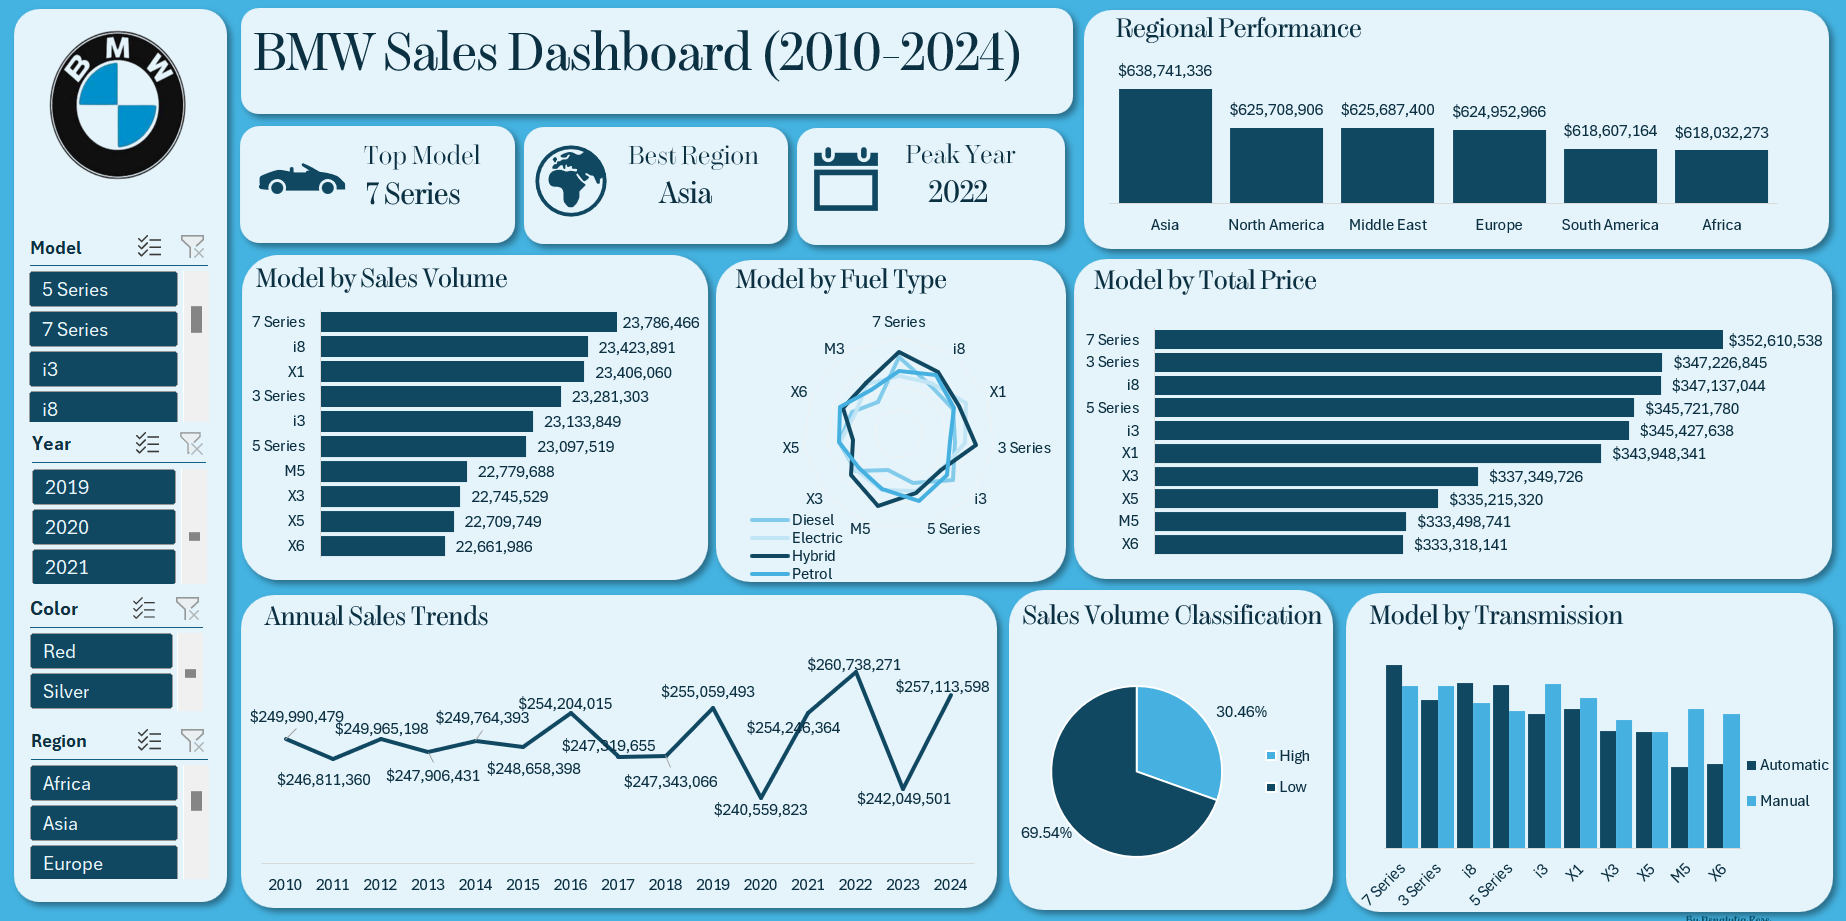 BMW
Model
5 Series
7 Series
i3
i8
Year
2019
2020
2021
Color
Red
Silver
Region
Africa
Asia
Europe
BMW Sales Dashboard (2010-2024)
Top Model
7 Series
Best Region
Asia
Peak Year
2022
Regional Performance
$638,741,336
$625,708,906 $625,687,400 $624,952,966
$618,607,164 $618,032,273
Asia North America Middle East Europe South America Africa
Model by Sales Volume
7 Series 23,786,466
i8 23,423,891
X1 23,406,060
3 Series 23,281,303
i3 23,133,849
5 Series 23,097,519
M5 22,779,688
X3 22,745,529
X5 22,709,749
X6 22,661,986
Model by Fuel Type
7 Series
M3 i8
X6 X1
X5 3 Series
X3 i3
M5 5 Series
Diesel
Electric
Hybrid
Petrol
Model by Total Price
7 Series $352,610,538
3 Series $347,226,845
i8 $347,137,044
5 Series $345,721,780
i3 $345,427,638
X1 $343,948,341
X3 $337,349,726
X5 $335,215,320
M5 $333,498,741
X6 $333,318,141
Annual Sales Trends
$249,990,479
$246,811,360
$249,965,198
$247,906,431
$249,764,393
$248,658,398
$254,204,015
$247,319,655
$247,343,066
$255,059,493
$240,559,823
$254,246,364
$260,738,271
$242,049,501
$257,113,598
2010 2011 2012 2013 2014 2015 2016 2017 2018 2019 2020 2021 2022 2023 2024
Sales Volume Classification
30.46%
69.54%
High
Low
Model by Transmission
Automatic
Manual
7 Series 3 Series i8 5 Series i3 X1 X3 X5 M5 X6